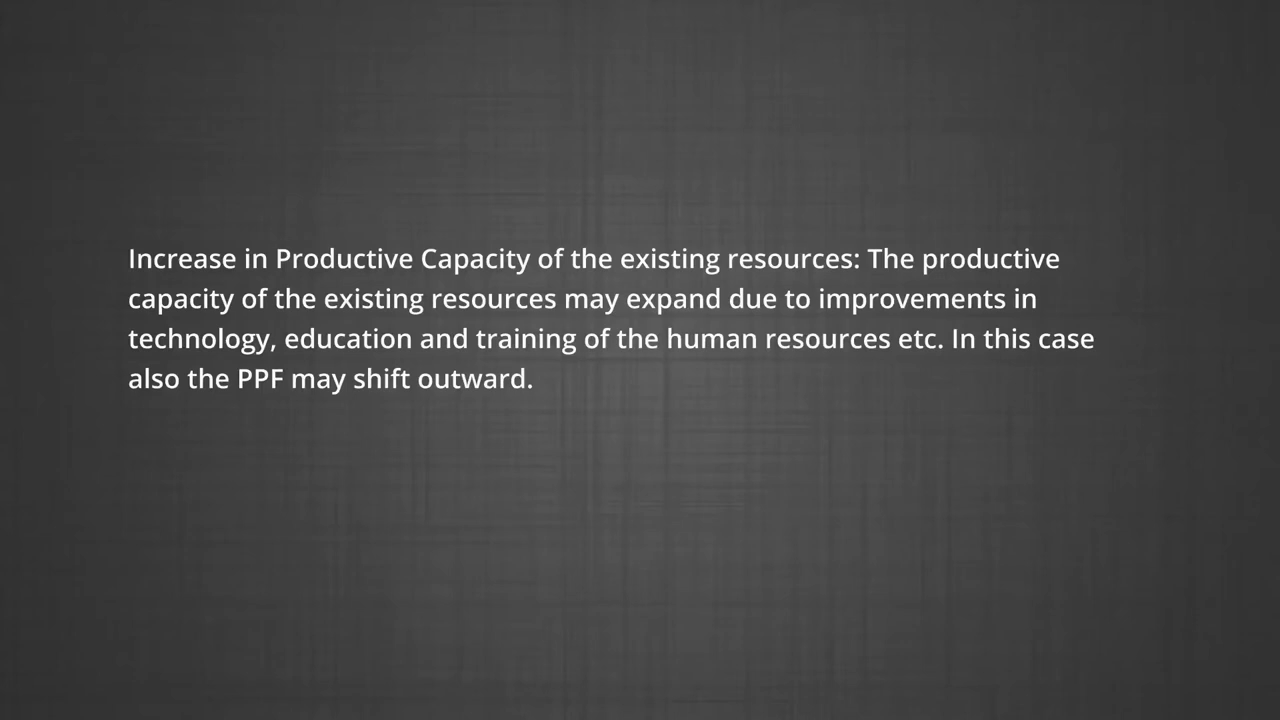 Increase in Productive Capacity of the existing resources: The productive
capacity of the existing resources may expand due to improvements in
technology, education and training of the human resources etc. In this case
also the PPF may shift outward.